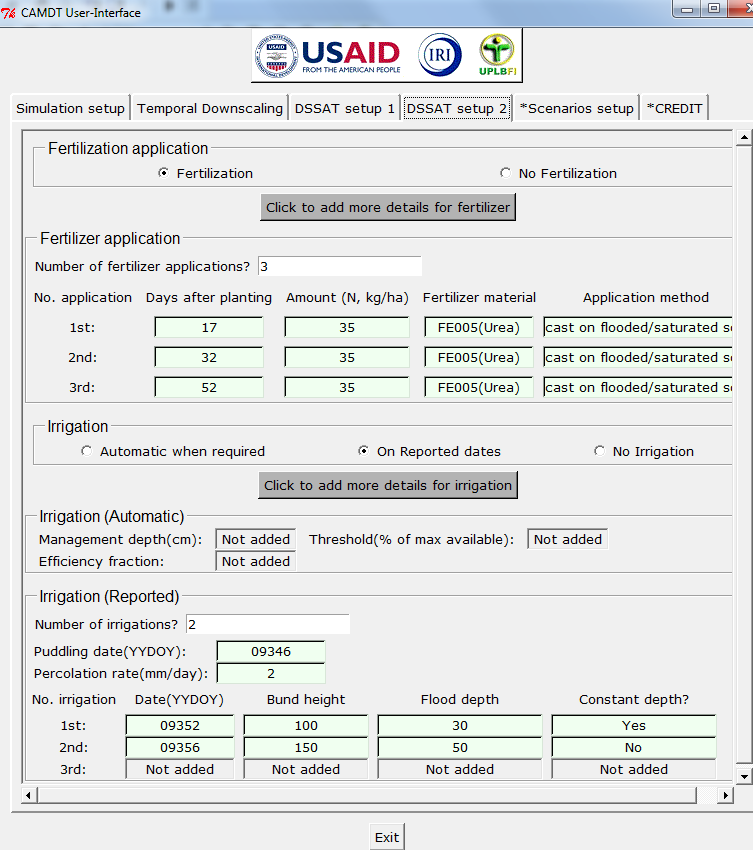 CAMDT User-Interface
USAID
FROM THE AMERICAN PEOPLE
IRI
UPLBFI
Simulation setup Temporal Downscaling DSSAT setup 1 DSSAT setup 2 *Scenarios setup *CREDIT
Fertilization application
Fertilization No Fertilization
Click to add more details for fertilizer
Fertilizer application
Number of fertilizer applications? 3
No. application Days after planting Amount (N, kg/ha) Fertilizer material Application method
1st: 17 35 FE005(Urea) cast on flooded/saturated s
2nd: 32 35 FE005(Urea) cast on flooded/saturated s
3rd: 52 35 FE005(Urea) cast on flooded/saturated s
Irrigation
Automatic when required On Reported dates No Irrigation
Click to add more details for irrigation
Irrigation (Automatic)
Management depth(cm): Not added Threshold(% of max available): Not added
Efficiency fraction: Not added
Irrigation (Reported)
Number of irrigations? 2
Puddling date(YYDOY): 09346
Percolation rate(mm/day): 2
No. irrigation Date(YYDOY) Bund height Flood depth Constant depth?
1st: 09352 100 30 Yes
2nd: 09356 150 50 No
3rd: Not added Not added Not added Not added
Exit